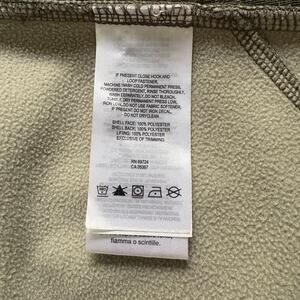 IF PRESENT CLOSE HOOK AND
LOOP FASTENER.
MACHINE WASH COLD PERMANENT PRESS,
POWDERED DETERGENT, RINSE THOROUGHLY,
WASH SEPARATELY, DO NOT BLEACH,
TUMBLE DRY PERMANENT PRESS LOW,
IRON LOW, DO NOT USE FABRIC SOFTENER,
IF PRESENT DO NOT IRON DECAL,
DO NOT DRYCLEAN.
SHELL FACE: 100% POLYESTER
SHELL BACK: 100% POLYESTER
LINING: 100% POLYESTER
EXCLUSIVE OF TRIMMING.
RN 69724
CA 05367
fiamma o scintille.